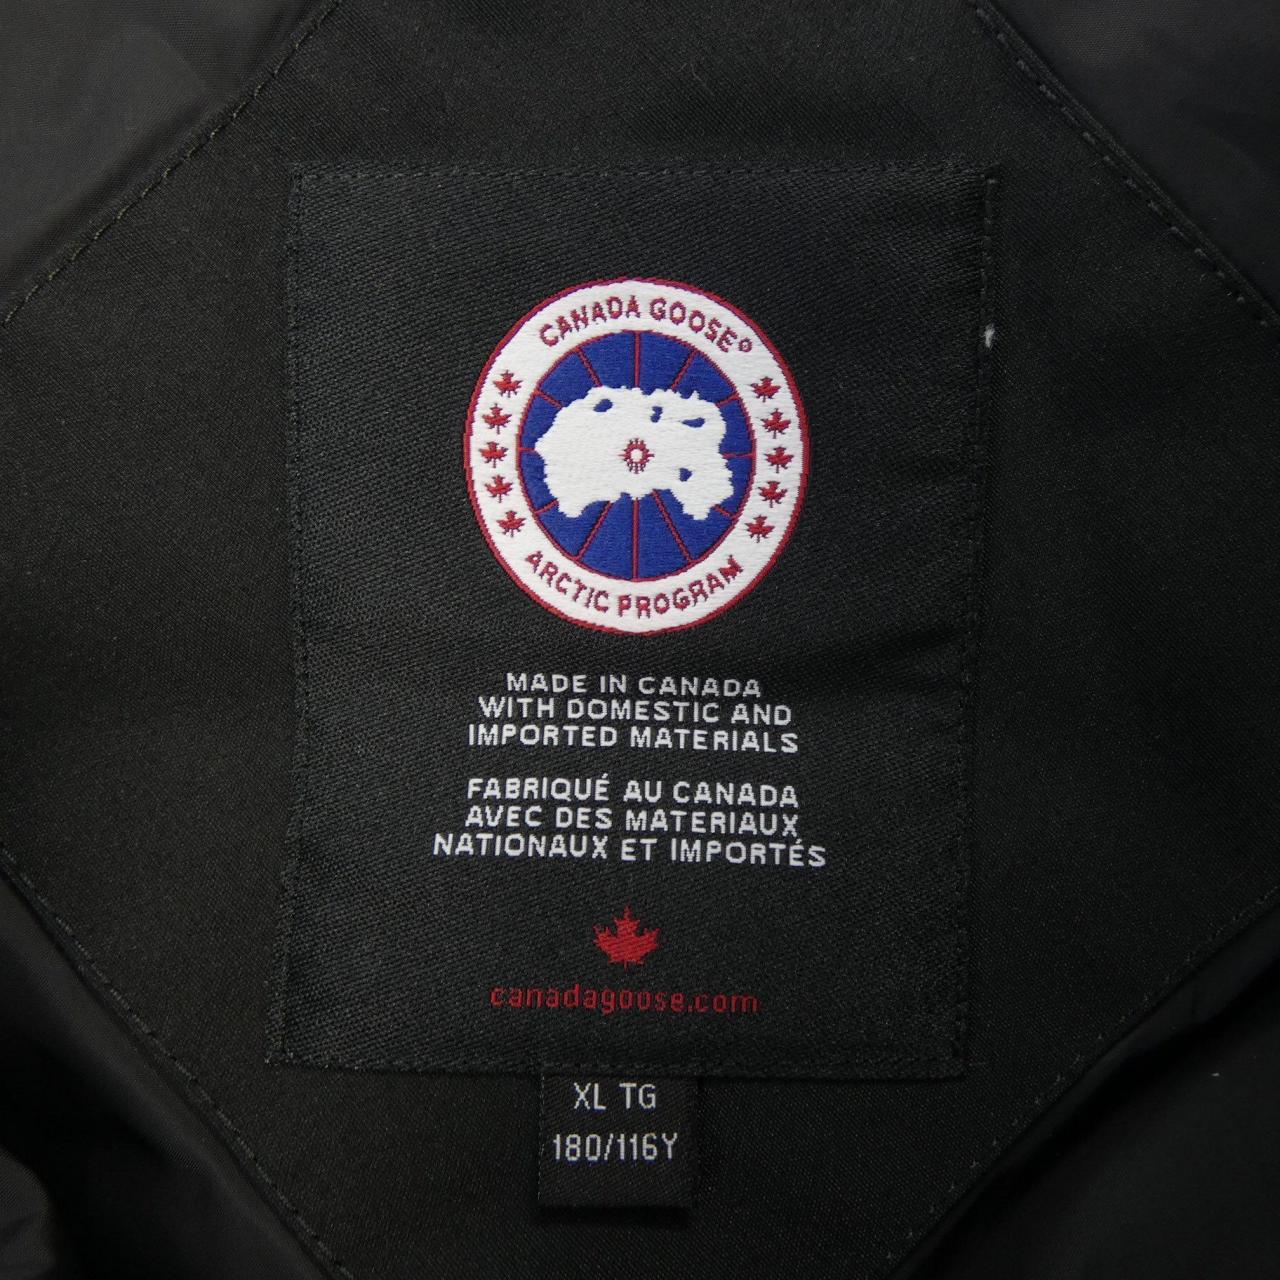 CANADA GOOSE®
ARCTIC PROGRAM
MADE IN CANADA
WITH DOMESTIC AND
IMPORTED MATERIALS
FABRIQUÉ AU CANADA
AVEC DES MATERIAUX
NATIONAUX ET IMPORTÉS
canadagoose.com
XL TG
180/116Y